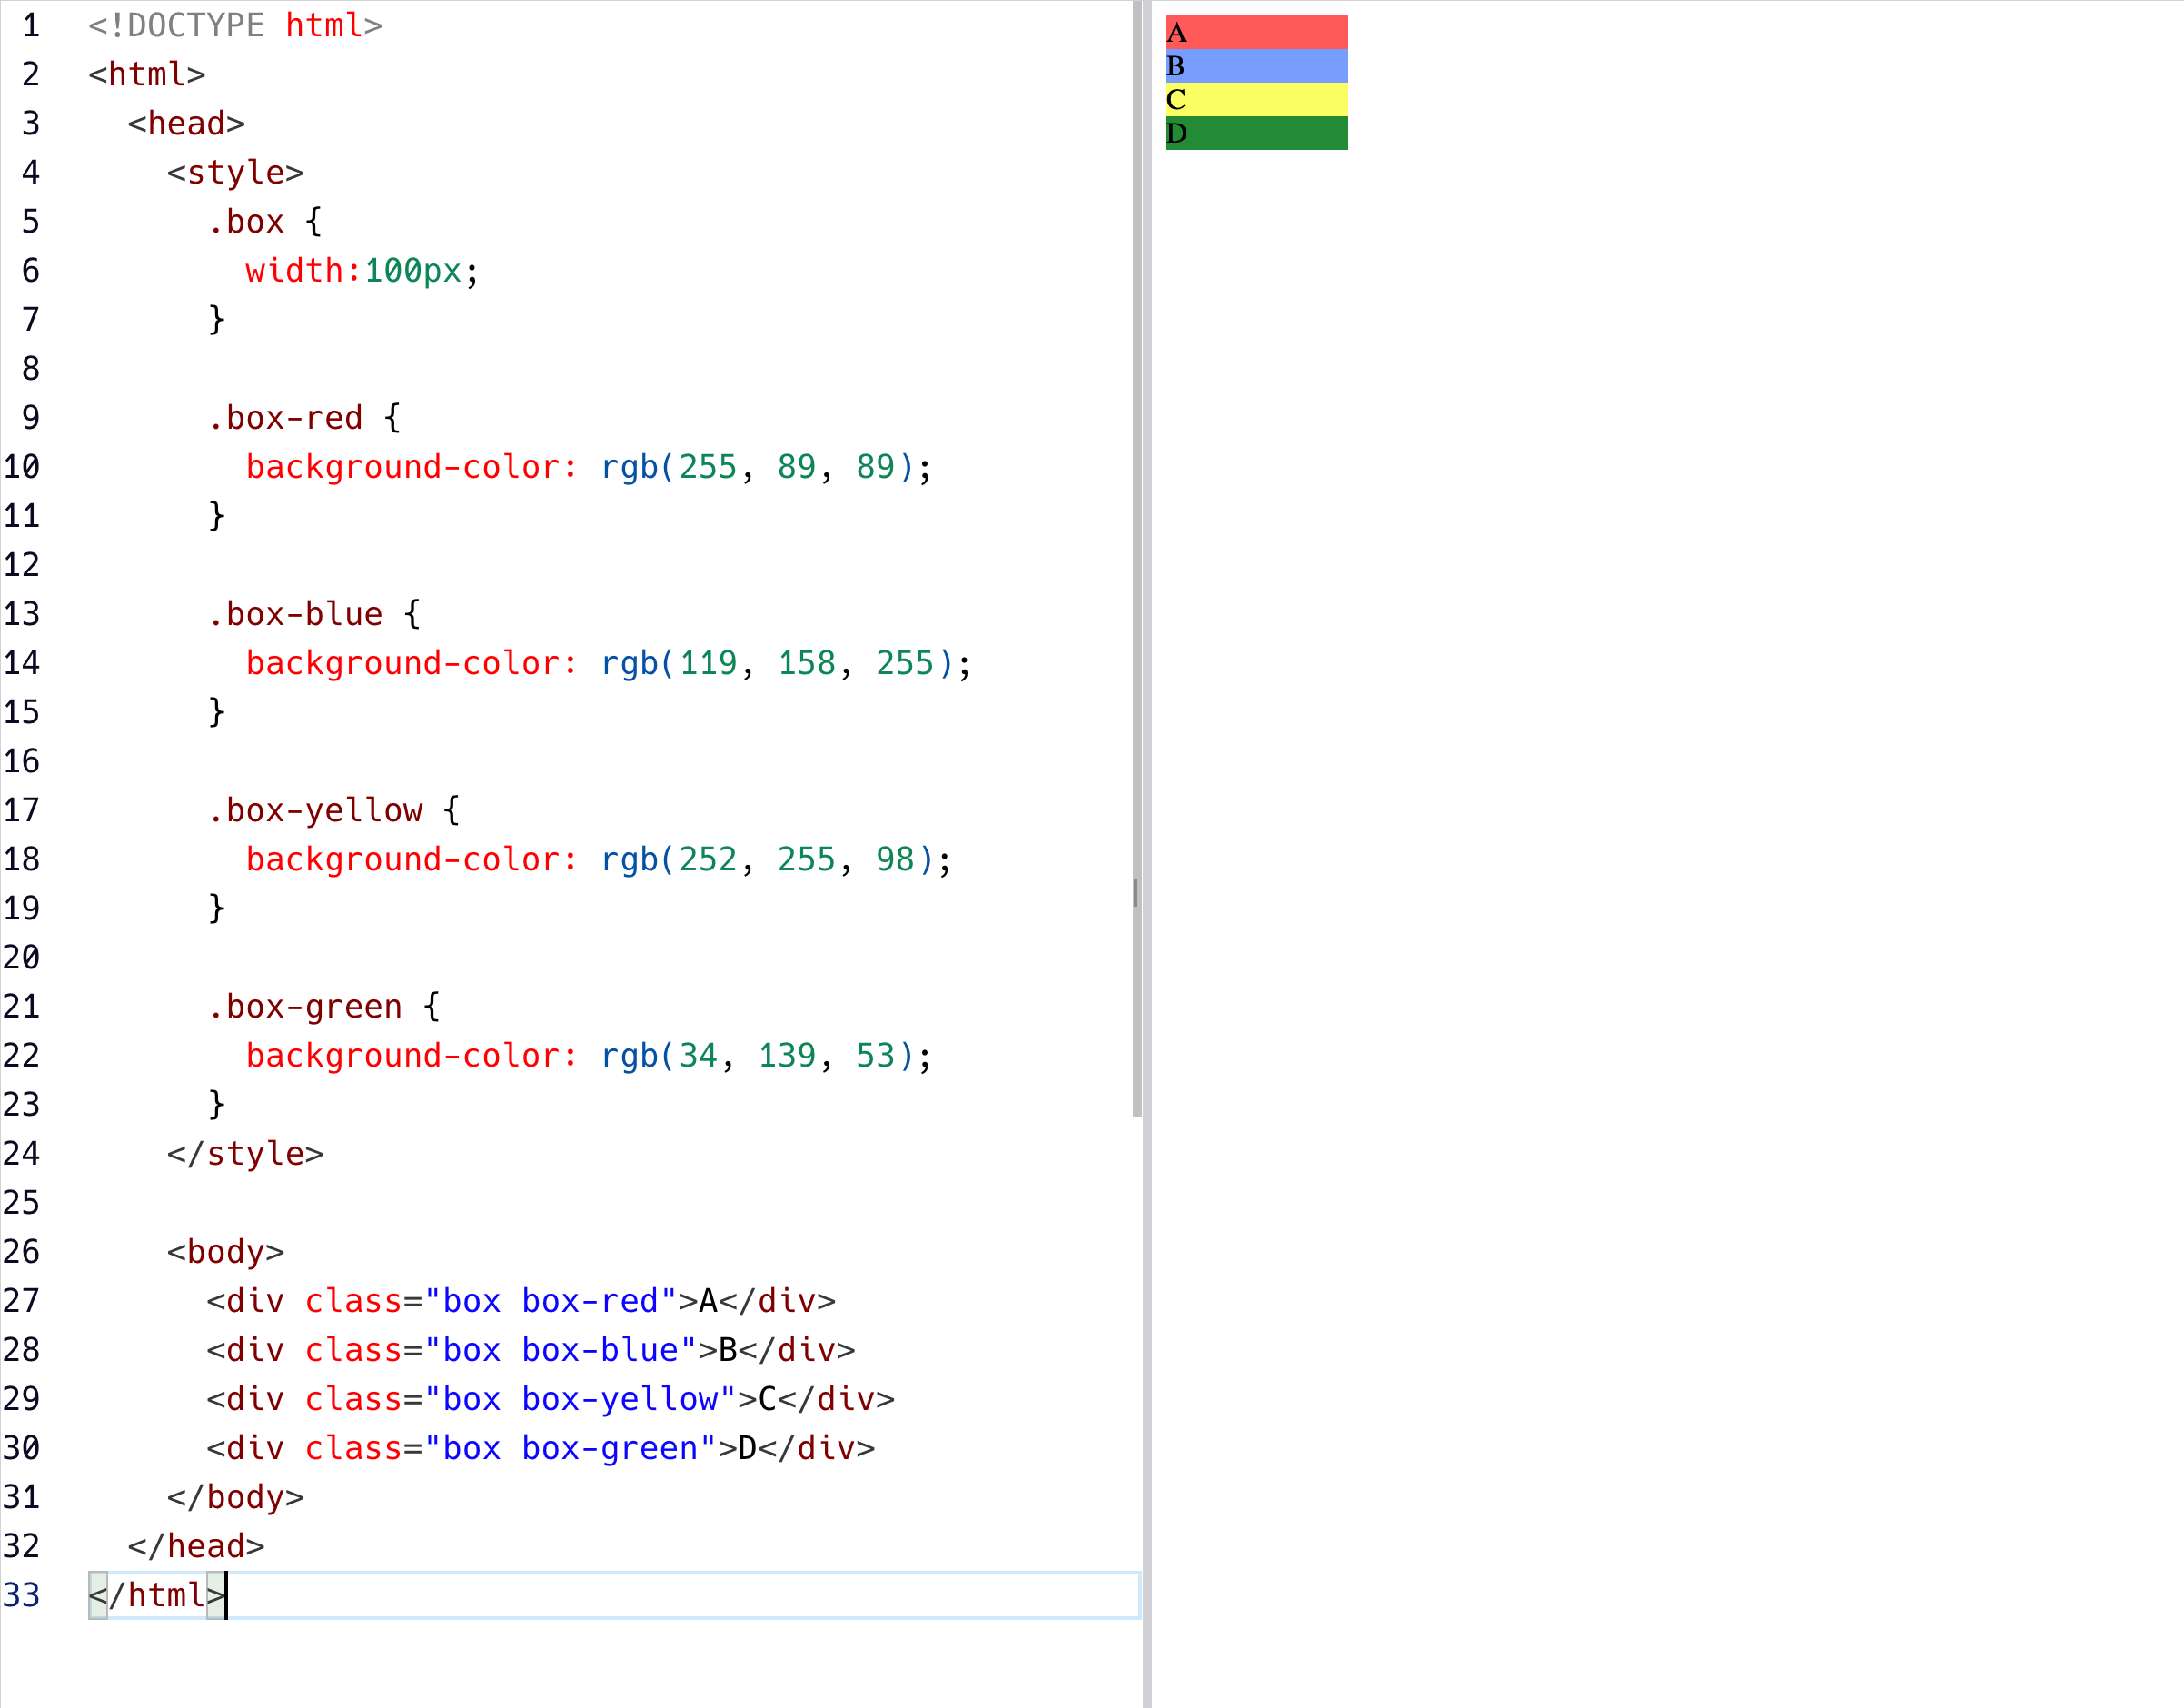 1 <!DOCTYPE html>
2 <html>
3   <head>
4     <style>
5       .box {
6         width:100px;
7       }
8
9       .box-red {
10         background-color: rgb(255, 89, 89);
11       }
12
13       .box-blue {
14         background-color: rgb(119, 158, 255);
15       }
16
17       .box-yellow {
18         background-color: rgb(252, 255, 98);
19       }
20
21       .box-green {
22         background-color: rgb(34, 139, 53);
23       }
24     </style>
25
26     <body>
27       <div class="box box-red">A</div>
28       <div class="box box-blue">B</div>
29       <div class="box box-yellow">C</div>
30       <div class="box box-green">D</div>
31     </body>
32   </head>
33 </html>
A
B
C
D